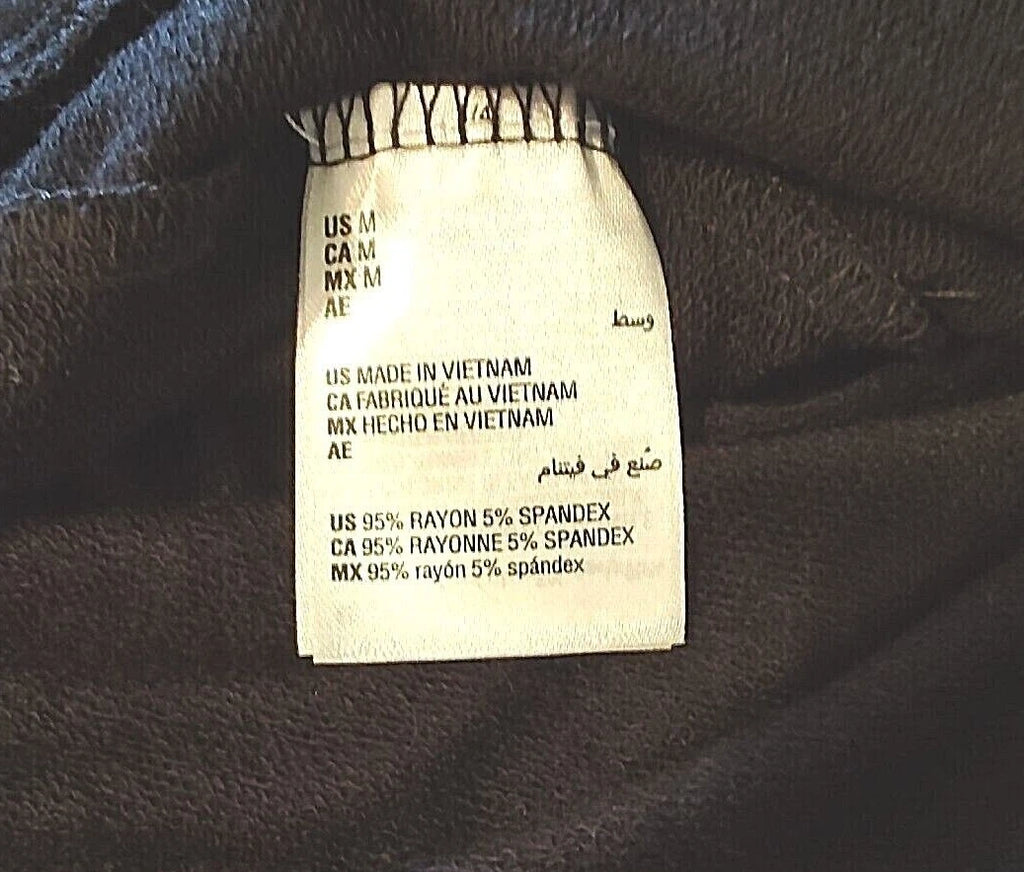 US M
CA M
MX M
AE
وسط
US MADE IN VIETNAM
CA FABRIQUÉ AU VIETNAM
MX HECHO EN VIETNAM
AE
صُنع في فيتنام
US 95% RAYON 5% SPANDEX
CA 95% RAYONNE 5% SPANDEX
MX 95% rayón 5% spándex